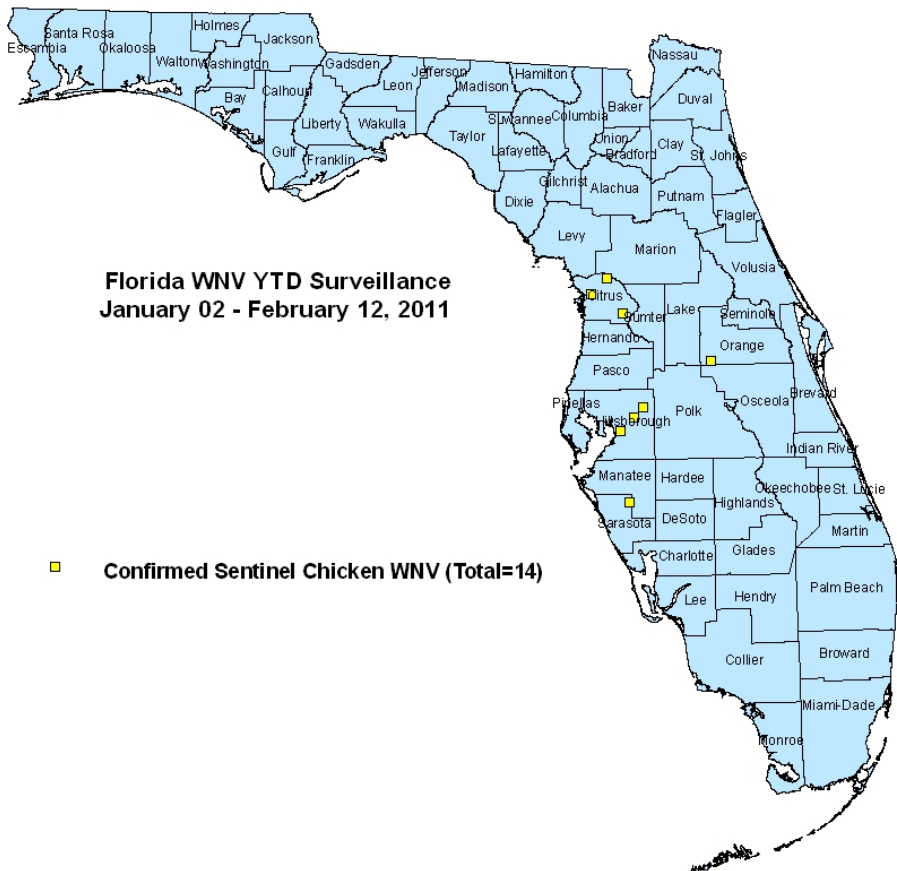 Holmes
Santa Rosa
Jackson
Escambia
Okaloosa
Walton
Washington
Gadsden
Nassau
Jefferson
Hamilton
Leon
Madison
Calhoun
Bay
Baker
Duval
Suwannee
Columbia
Liberty
Wakulla
Taylor
Union
Clay
Gulf
Franklin
Lafayette
Bradford
St. Johns
Gilchrist
Alachua
Dixie
Putnam
Flagler
Levy
Marion
Volusia
Florida WNV YTD Surveillance
January 02 - February 12, 2011
Citrus
Sumter
Lake
Seminole
Hernando
Orange
Pasco
Pinellas
Polk
Osceola
Brevard
Hillsborough
Indian River
Manatee
Hardee
Okeechobee
St. Lucie
Highlands
Sarasota
DeSoto
Martin
Charlotte
Glades
Confirmed Sentinel Chicken WNV (Total=14)
Palm Beach
Lee
Hendry
Collier
Broward
Miami-Dade
Monroe